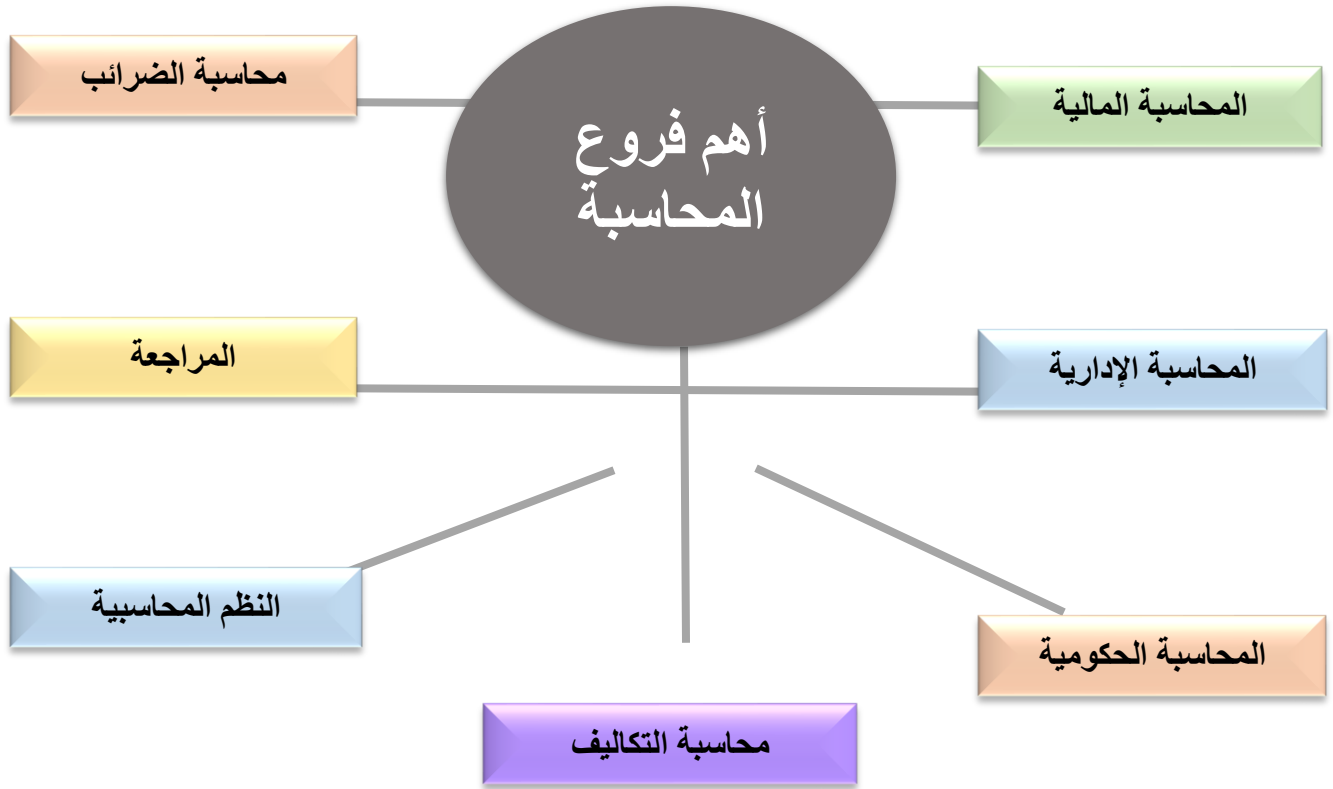 أهم فروع
المحاسبة
المحاسبة المالية
محاسبة الضرائب
المحاسبة الإدارية
المراجعة
المحاسبة الحكومية
النظم المحاسبية
محاسبة التكاليف